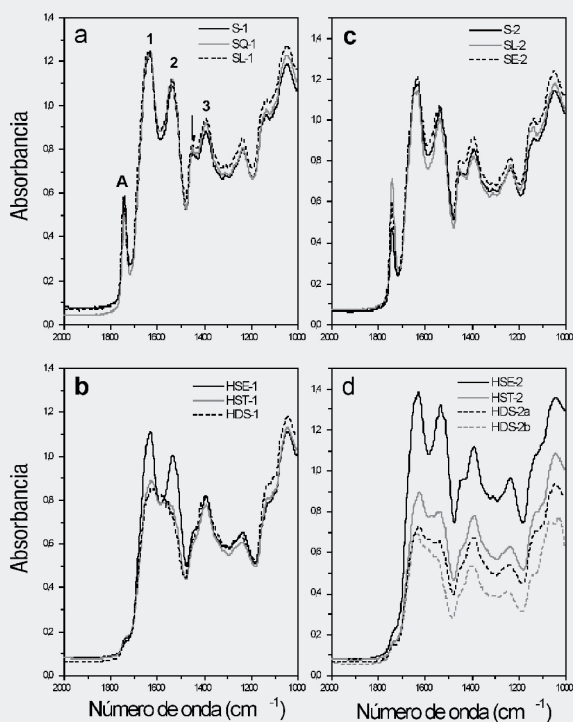 a
S-1
SQ-1
SL-1
1
2
3
A
Absorbancia
1,4
1,2
1,0
0,8
0,6
0,4
0,2
0,0
2000 1800 1600 1400 1200 1000
c
S-2
SL-2
SE-2
Absorbancia
1,4
1,2
1,0
0,8
0,6
0,4
0,2
0,0
2000 1800 1600 1400 1200 1000
b
HSE-1
HST-1
HDS-1
Absorbancia
1,4
1,2
1,0
0,8
0,6
0,4
0,2
0,0
2000 1800 1600 1400 1200 1000
Número de onda (cm -1)
d
HSE-2
HST-2
HDS-2a
HDS-2b
Absorbancia
1,4
1,2
1,0
0,8
0,6
0,4
0,2
0,0
2000 1800 1600 1400 1200 1000
Número de onda (cm -1)